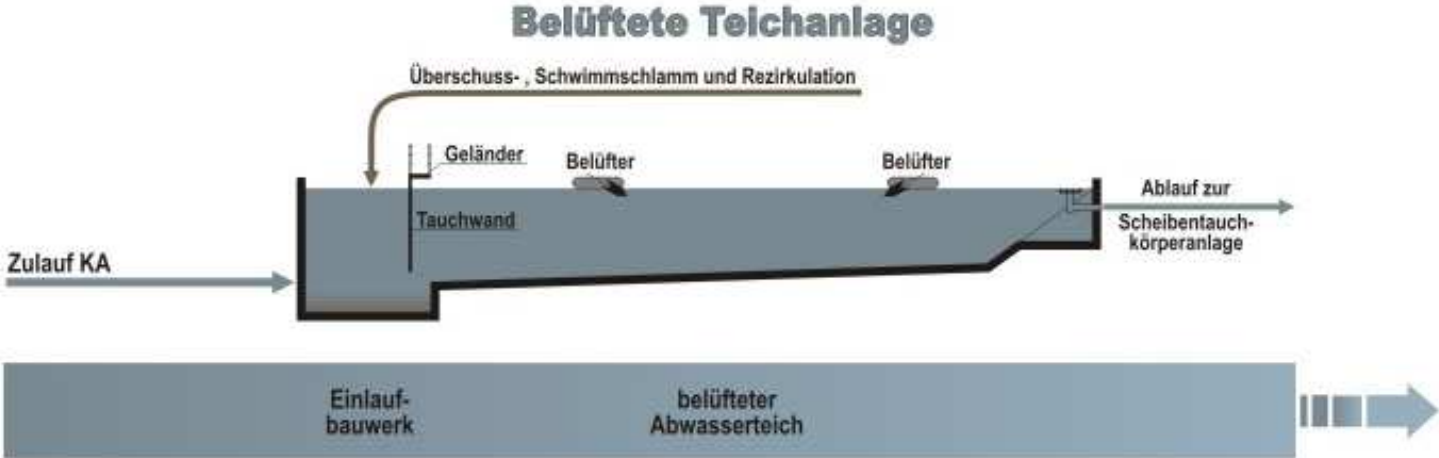 Belüftete Teichanlage
Überschuss- , Schwimmschlamm und Rezirkulation
Geländer
Belüfter
Belüfter
Tauchwand
Ablauf zur
Scheibentauch-
körperanlage
Zulauf KA
Einlauf-
bauwerk
belüfteter
Abwasserteich